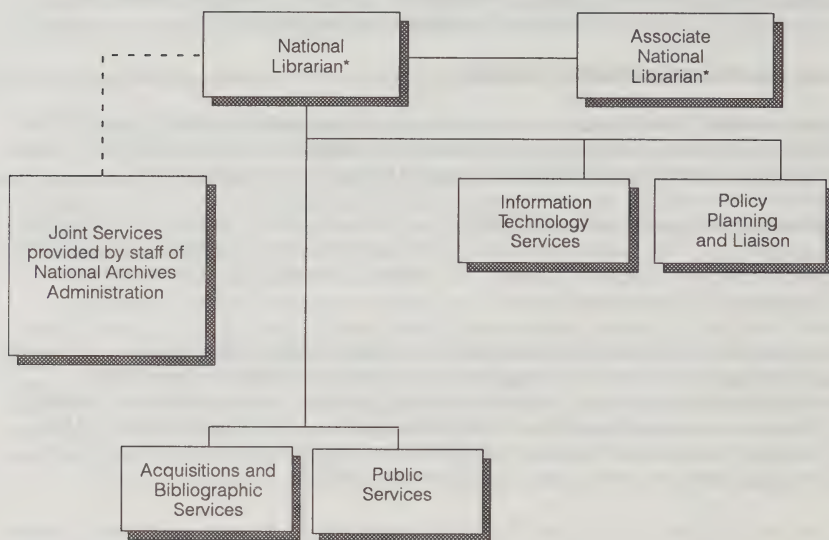 National
Librarian*
Associate
National
Librarian*
Joint Services
provided by staff of
National Archives
Administration
Information
Technology
Services
Policy
Planning
and Liaison
Acquisitions and
Bibliographic
Services
Public
Services